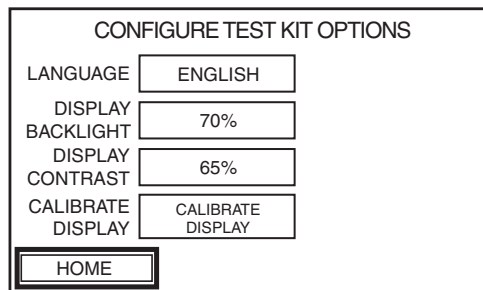 CONFIGURE TEST KIT OPTIONS
LANGUAGE ENGLISH
DISPLAY BACKLIGHT 70%
DISPLAY CONTRAST 65%
CALIBRATE DISPLAY CALIBRATE DISPLAY
HOME